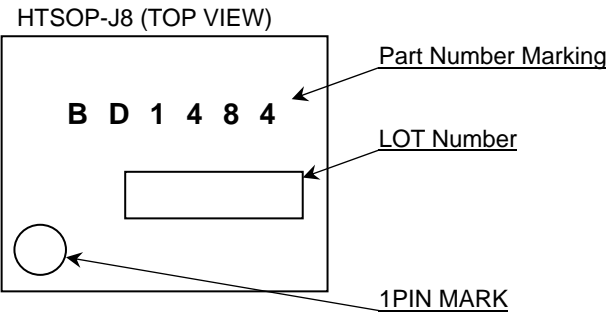 HTSOP-J8 (TOP VIEW)
Part Number Marking
B D 1 4 8 4
LOT Number
1PIN MARK